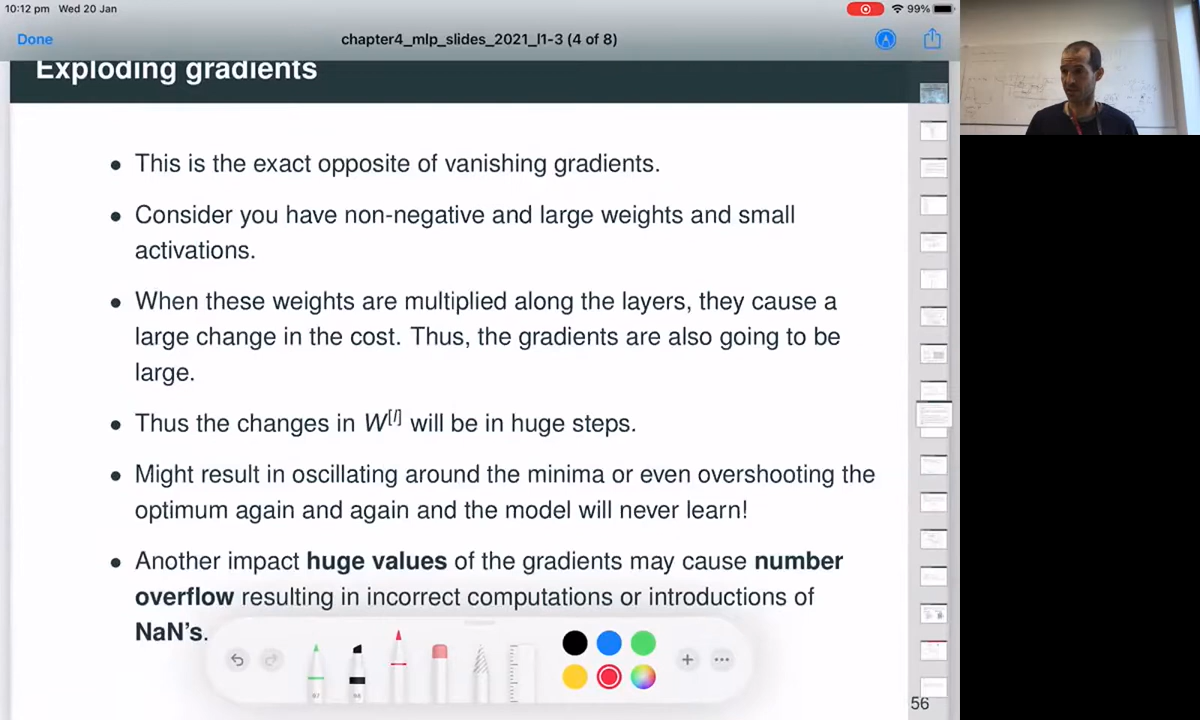 10:12 pm Wed 20 Jan
99%
Done
chapter4_mlp_slides_2021_l1-3 (4 of 8)
Exploding gradients
• This is the exact opposite of vanishing gradients.
• Consider you have non-negative and large weights and small
activations.
• When these weights are multiplied along the layers, they cause a
large change in the cost. Thus, the gradients are also going to be
large.
• Thus the changes in W[l] will be in huge steps.
• Might result in oscillating around the minima or even overshooting the
optimum again and again and the model will never learn!
• Another impact huge values of the gradients may cause number
overflow resulting in incorrect computations or introductions of
NaN's.
56